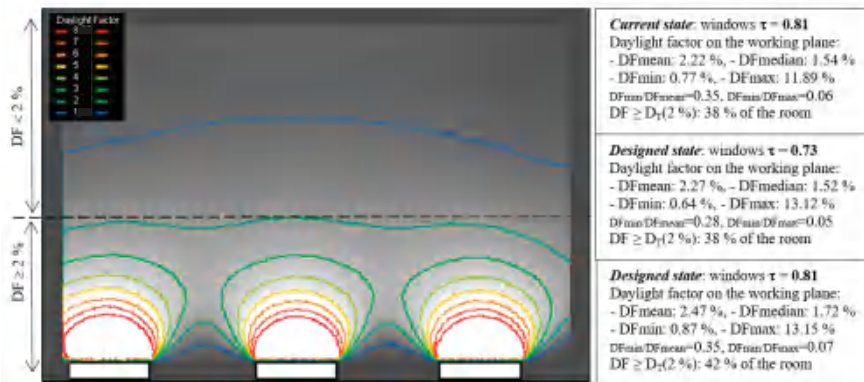 Daylight Factor
8
7
6
5
4
3
2
1
DF < 2 %
DF ≥ 2 %
Current state: windows τ = 0.81
Daylight factor on the working plane:
- DFmean: 2.22 %, - DFmedian: 1.54 %
- DFmin: 0.77 %, - DFmax: 11.89 %
DFmin/DFmean=0.35, DFmin/DFmax=0.06
DF ≥ DT(2 %): 38 % of the room
Designed state: windows τ = 0.73
Daylight factor on the working plane:
- DFmean: 2.27 %, - DFmedian: 1.52 %
- DFmin: 0.64 %, - DFmax: 13.12 %
DFmin/DFmean=0.28, DFmin/DFmax=0.05
DF ≥ DT(2 %): 38 % of the room
Designed state: windows τ = 0.81
Daylight factor on the working plane:
- DFmean: 2.47 %, - DFmedian: 1.72 %
- DFmin: 0.87 %, - DFmax: 13.15 %
DFmin/DFmean=0.35, DFmin/DFmax=0.07
DF ≥ DT(2 %): 42 % of the room